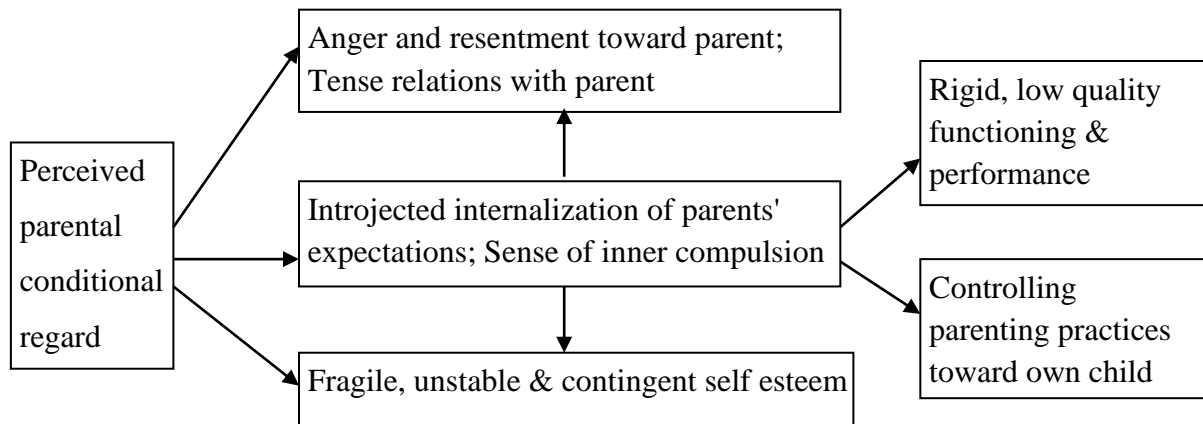 Perceived
parental
conditional
regard
Anger and resentment toward parent;
Tense relations with parent
Introjected internalization of parents'
expectations; Sense of inner compulsion
Fragile, unstable & contingent self esteem
Rigid, low quality
functioning &
performance
Controlling
parenting practices
toward own child